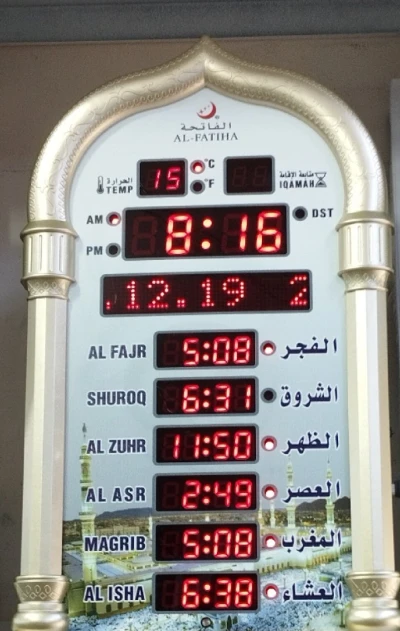 الفاتحة
AL-FATIHA
الحرارة TEMP 15 °C °F متابعة الإقامة IQAMAH
AM 8:16 DST
PM
12.19 2
AL FAJR 5:08 الفجر
SHUROQ 6:31 الشروق
AL ZUHR 11:50 الظهر
AL ASR 2:49 العصر
MAGRIB 5:08 المغرب
AL ISHA 6:38 العشاء